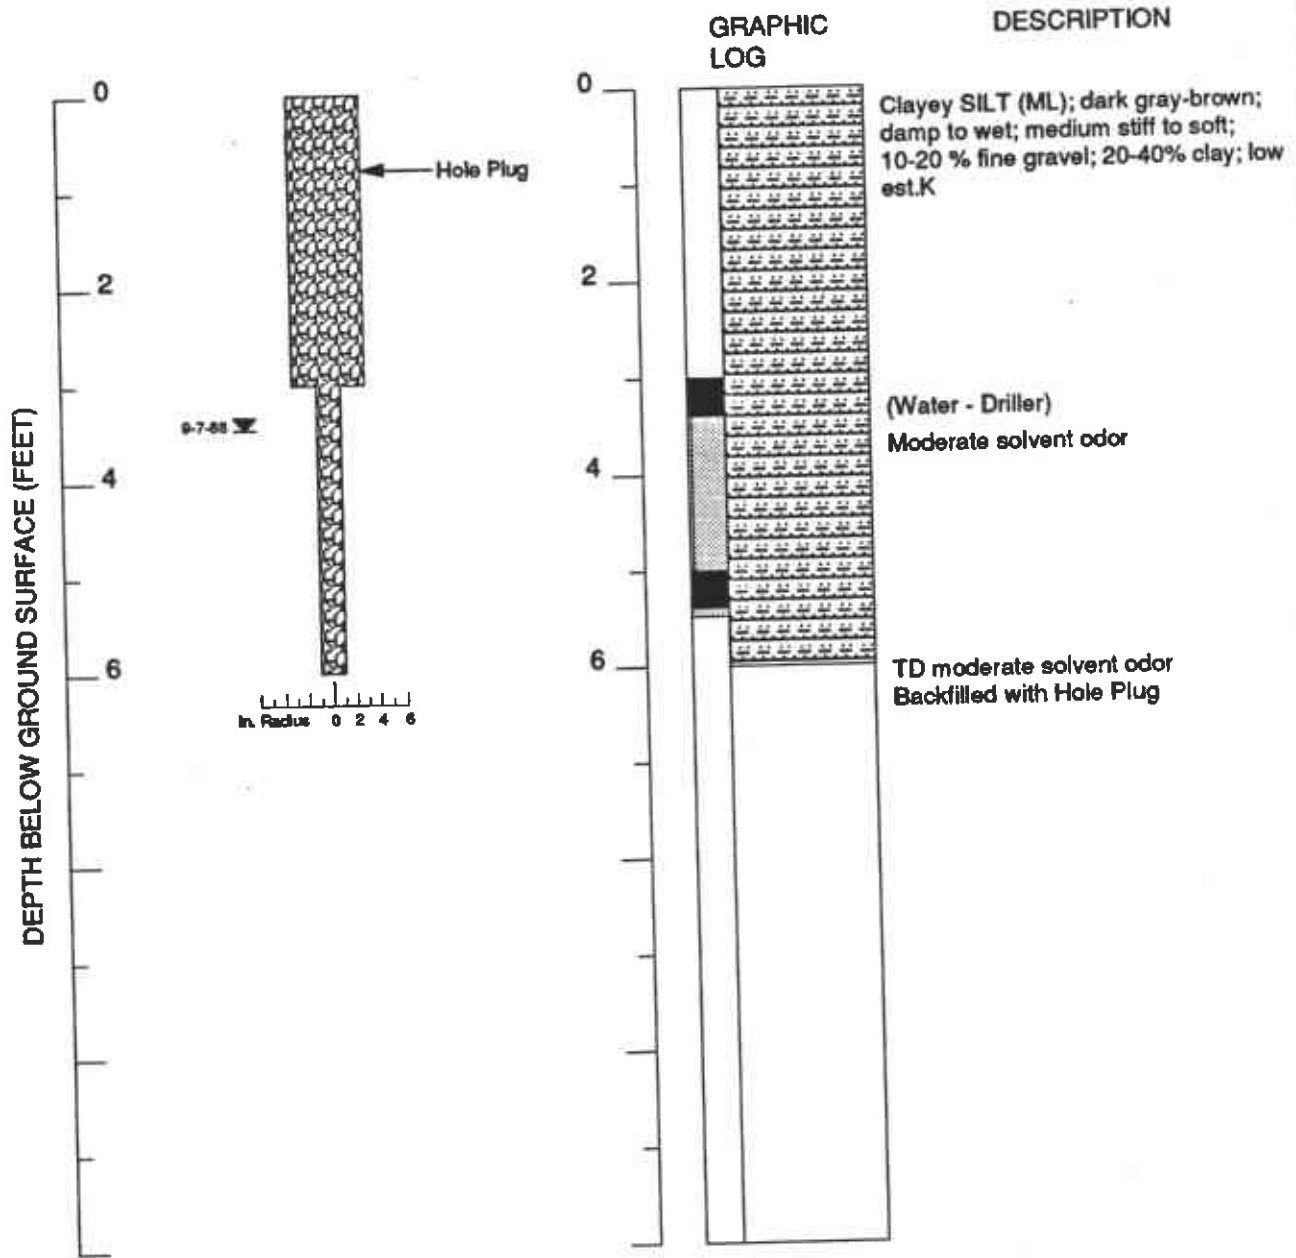 GRAPHIC
LOG
DESCRIPTION
DEPTH BELOW GROUND SURFACE (FEET)
0
2
4
6
Hole Plug
In. Radius 0 2 4 6
0
2
4
6
Clayey SILT (ML); dark gray-brown;
damp to wet; medium stiff to soft;
10-20 % fine gravel; 20-40% clay; low
est.K
(Water - Driller)
Moderate solvent odor
TD moderate solvent odor
Backfilled with Hole Plug